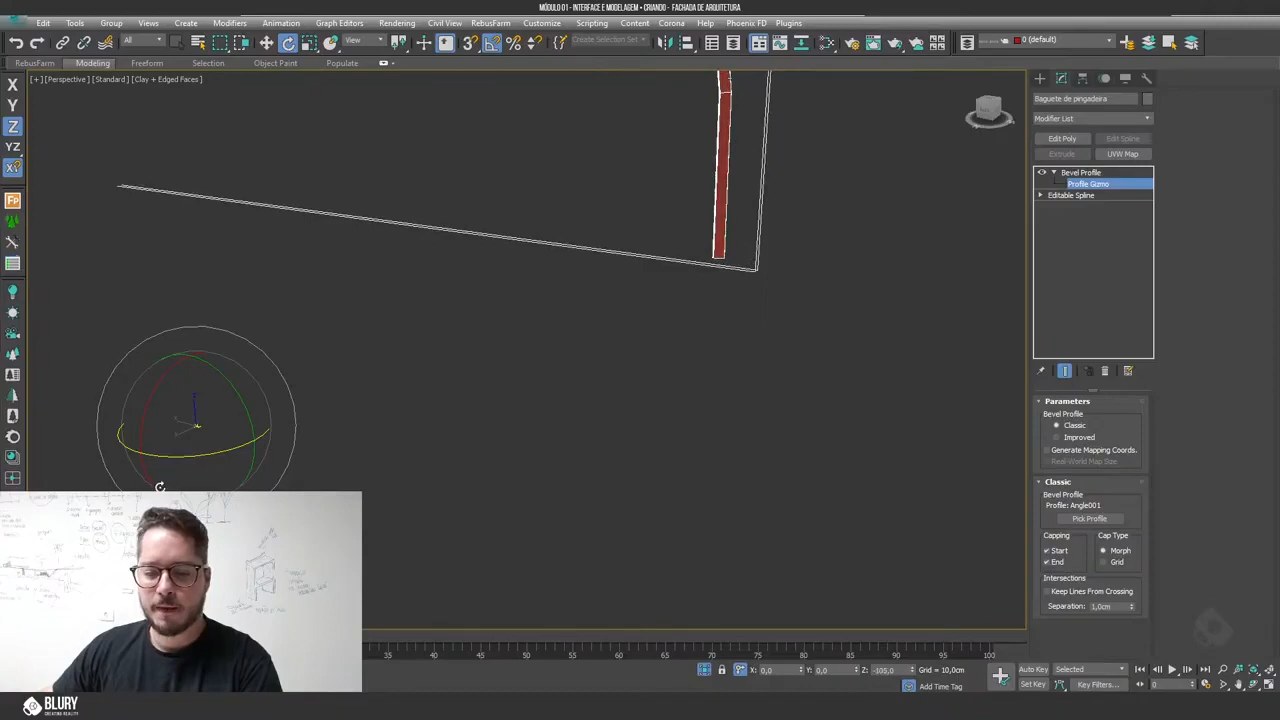 MÓDULO 01 - INTERFACE E MODELAGEM • CRIANDO - FACHADA DE ARQUITETURA
Edit Tools Group Views Create Modifiers Animation Graph Editors Rendering Civil View RebusFarm Customize Scripting Content Corona Help Phoenix FD Plugins
All View Create Selection Set 0 (default)
RebusFarm Modeling Freeform Selection Object Paint Populate
[+] [Perspective] [Standard] [Clay + Edged Faces]
X
Y
Z
YZ
Fp
Baguete de pingadeira
Modifier List
Edit Poly Edit Spline
Extrude UVW Map
Bevel Profile
Profile Gizmo
Editable Spline
Parameters
Bevel Profile
Classic
Improved
Generate Mapping Coords.
Real-World Map Size
Classic
Bevel Profile
Profile: Angle001
Pick Profile
Capping Cap Type
Start Morph
End Grid
Intersections
Keep Lines From Crossing
Separation: 1,0cm
35 40 45 50 55 60 65 70 75 80 85 90 95 100
X: 0,0 Y: 0,0 Z: -105,0 Grid = 10,0cm
Auto Key Selected
Add Time Tag Set Key Key Filters... 0
BLURY
CREATING REALITY